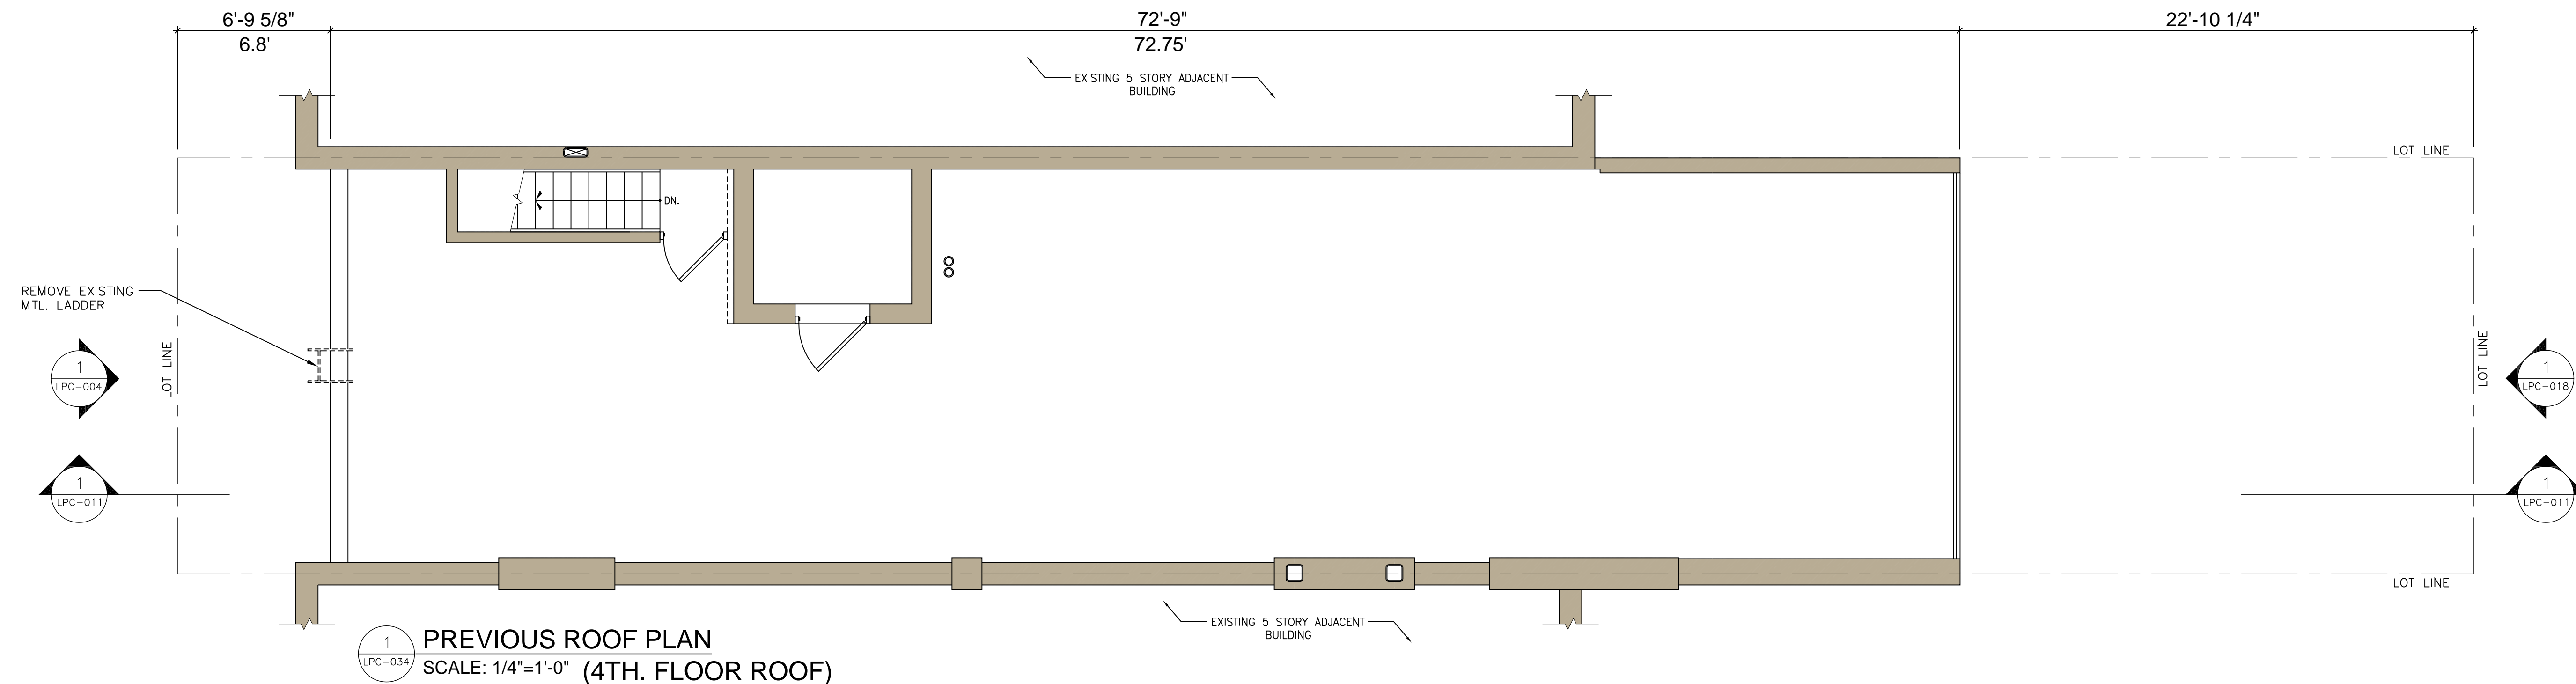 6'-9 5/8"
72'-9"
22'-10 1/4"
6.8'
72.75'
EXISTING 5 STORY ADJACENT
BUILDING
LOT LINE
DN.
REMOVE EXISTING
MTL. LADDER
LOT LINE
LOT LINE
1
LPC-004
1
LPC-018
1
LPC-011
1
LPC-011
LOT LINE
EXISTING 5 STORY ADJACENT
BUILDING
1
LPC-034
PREVIOUS ROOF PLAN
SCALE: 1/4"=1'-0" (4TH. FLOOR ROOF)